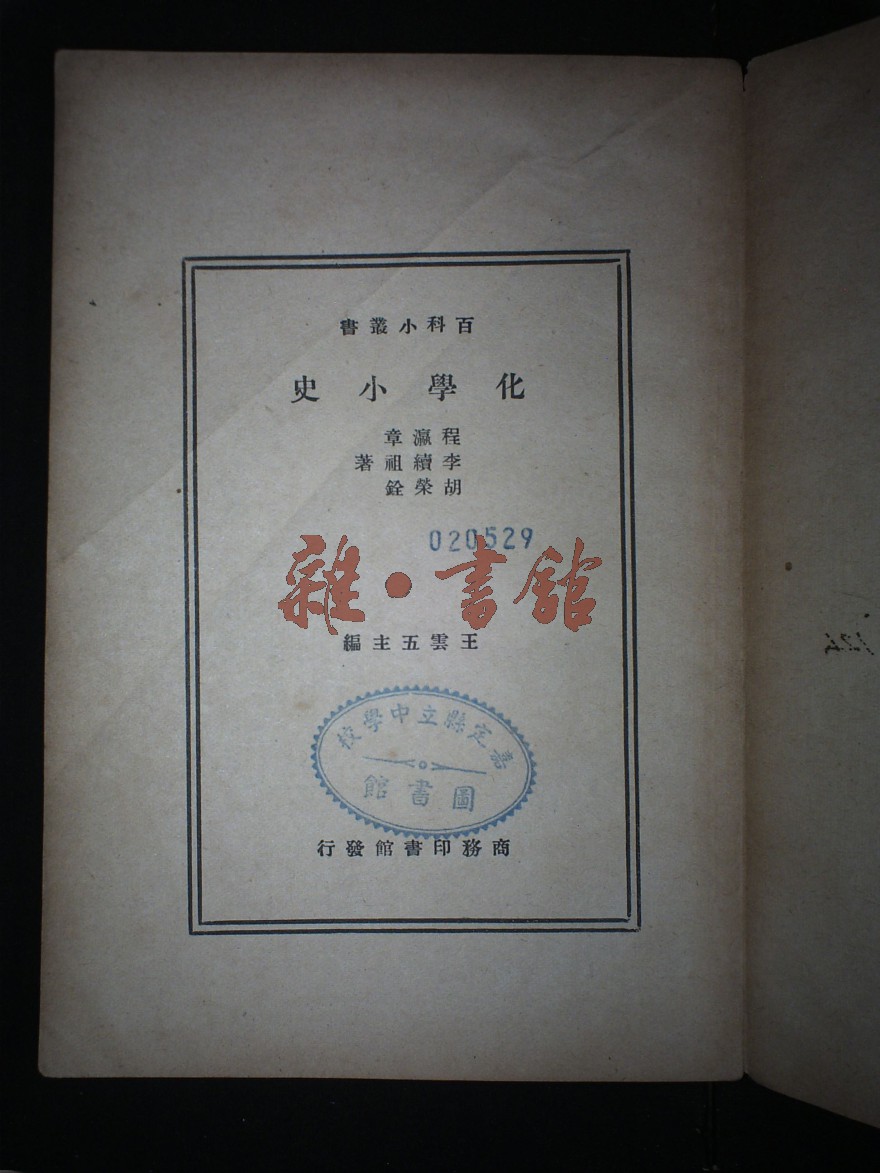 百科小叢書
化學小史
程瀛章
李續祖著
胡榮銓
020529
雜·書館
王雲五主編
嘉定縣立中學校
圖書館
商務印書館發行